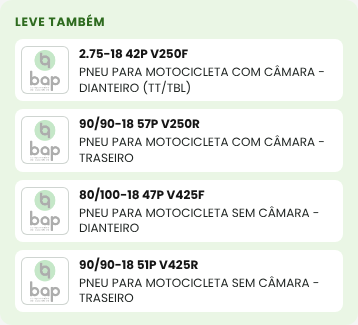 LEVE TAMBÉM
bap
2.75-18 42P V250F
PNEU PARA MOTOCICLETA COM CÂMARA -
DIANTEIRO (TT/TBL)
bap
90/90-18 57P V250R
PNEU PARA MOTOCICLETA COM CÂMARA -
TRASEIRO
bap
80/100-18 47P V425F
PNEU PARA MOTOCICLETA SEM CÂMARA -
DIANTEIRO
bap
90/90-18 51P V425R
PNEU PARA MOTOCICLETA SEM CÂMARA -
TRASEIRO